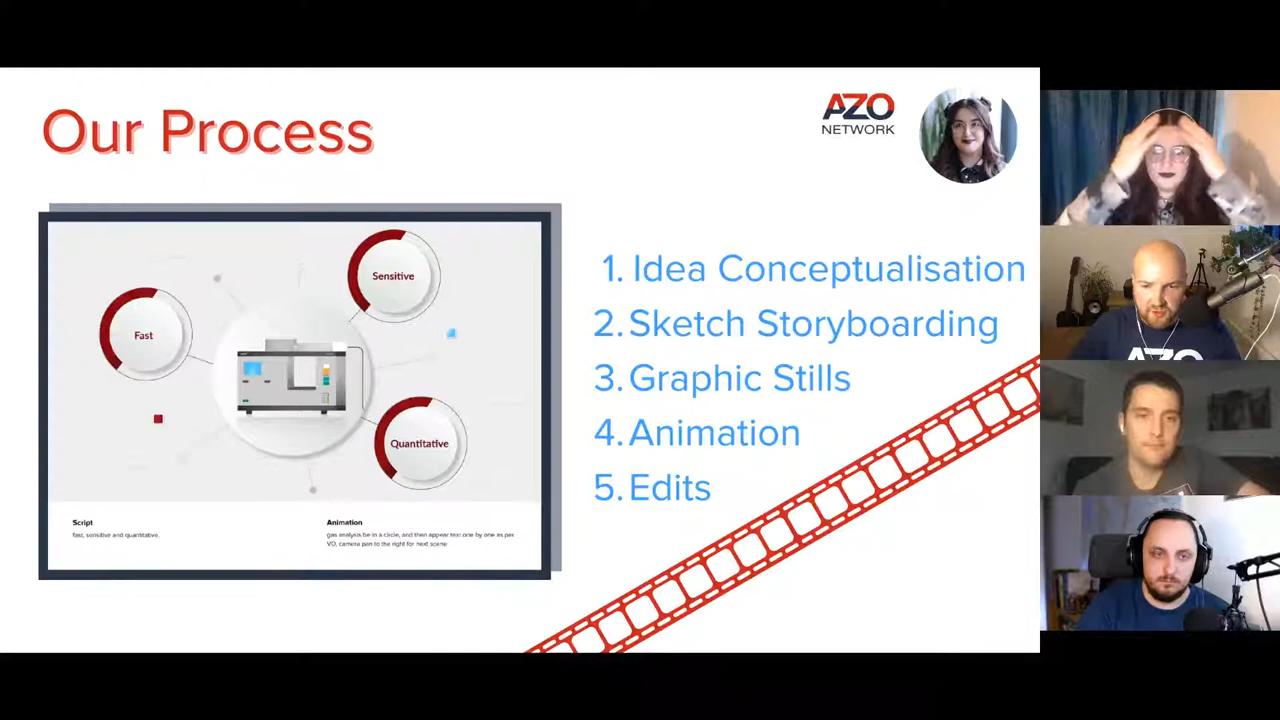 Our Process
AZO
NETWORK
Sensitive
Fast
Quantitative
Script
fast, sensitive and quantitative.
Animation
gas analysis be in a circle, and then appear text one by one as per
VO, camera pan to the right for next scene
1. Idea Conceptualisation
2. Sketch Storyboarding
3. Graphic Stills
4. Animation
5. Edits
AZO